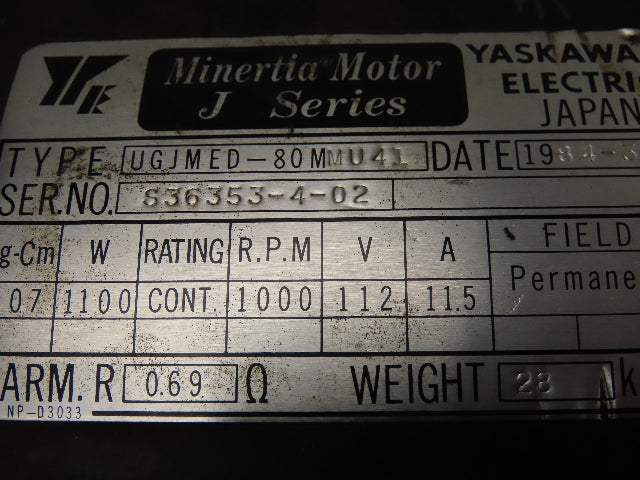 Minertia Motor
J Series
YASKAWA
ELECTRI
JAPAN
TYPE UGJMED-80MMU41 DATE 1984-3
SER.NO. S36353-4-02
g-Cm W RATING R.P.M V A FIELD
07 1100 CONT. 1000 112 11.5 Permane
ARM. R 0.69 Ω WEIGHT 28 k
NP-D3033